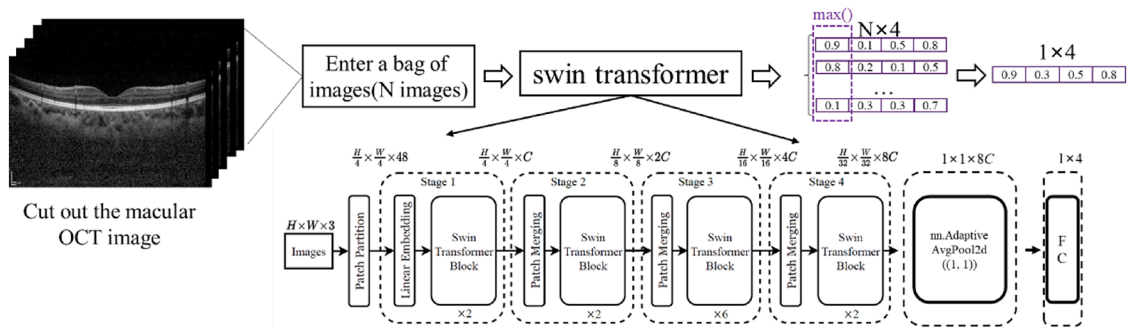 max()
N×4
0.9 0.1 0.5 0.8
0.8 0.2 0.1 0.5
...
0.1 0.3 0.3 0.7
1×4
0.9 0.3 0.5 0.8
Enter a bag of
images(N images)
swin transformer
Cut out the macular
OCT image
H/4 × W/4 × 48
H/4 × W/4 × C
H/8 × W/8 × 2C
H/16 × W/16 × 4C
H/32 × W/32 × 8C
1×1×8C
1×4
H×W×3
Images
Patch Partition
Stage 1
Linear Embedding
Swin
Transformer
Block
×2
Stage 2
Patch Merging
Swin
Transformer
Block
×2
Stage 3
Patch Merging
Swin
Transformer
Block
×6
Stage 4
Patch Merging
Swin
Transformer
Block
×2
nn.Adaptive
AvgPool2d
((1, 1))
F
C